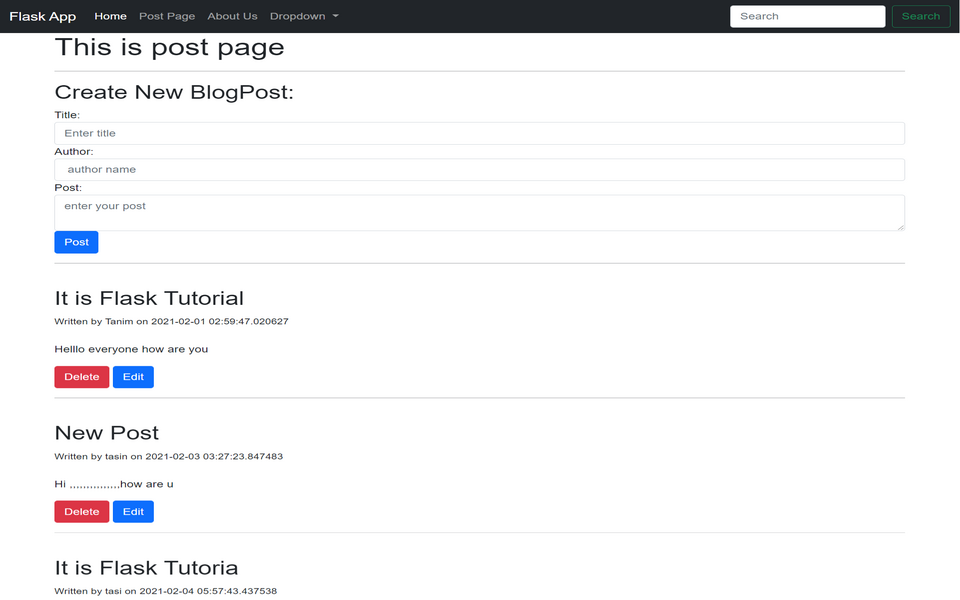 Flask App Home Post Page About Us Dropdown Search Search
This is post page
Create New BlogPost:
Title:
Enter title
Author:
author name
Post:
enter your post
Post
It is Flask Tutorial
Written by Tanim on 2021-02-01 02:59:47.020627
Helllo everyone how are you
Delete Edit
New Post
Written by tasin on 2021-02-03 03:27:23.847483
Hi ,,,,,,,,,,,,,,,how are u
Delete Edit
It is Flask Tutoria
Written by tasi on 2021-02-04 05:57:43.437538